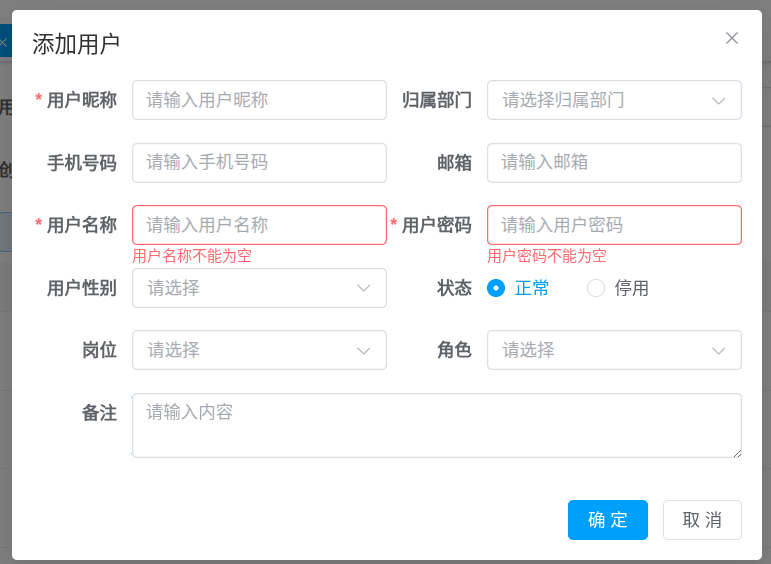 添加用户
* 用户昵称 请输入用户昵称 归属部门 请选择归属部门
手机号码 请输入手机号码 邮箱 请输入邮箱
* 用户名称 请输入用户名称 * 用户密码 请输入用户密码
用户名称不能为空 用户密码不能为空
用户性别 请选择 状态 正常 停用
岗位 请选择 角色 请选择
备注 请输入内容
确 定 取 消
用
创